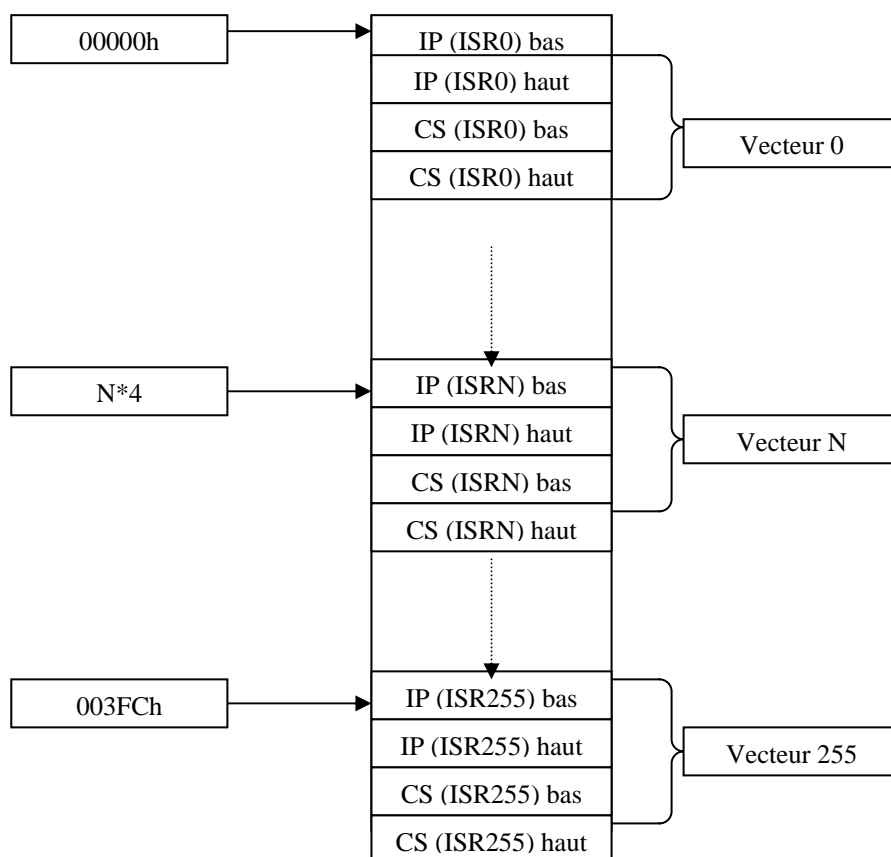 00000h
IP (ISR0) bas
IP (ISR0) haut
CS (ISR0) bas
CS (ISR0) haut
Vecteur 0
N*4
IP (ISRN) bas
IP (ISRN) haut
CS (ISRN) bas
CS (ISRN) haut
Vecteur N
003FCh
IP (ISR255) bas
IP (ISR255) haut
CS (ISR255) bas
CS (ISR255) haut
Vecteur 255